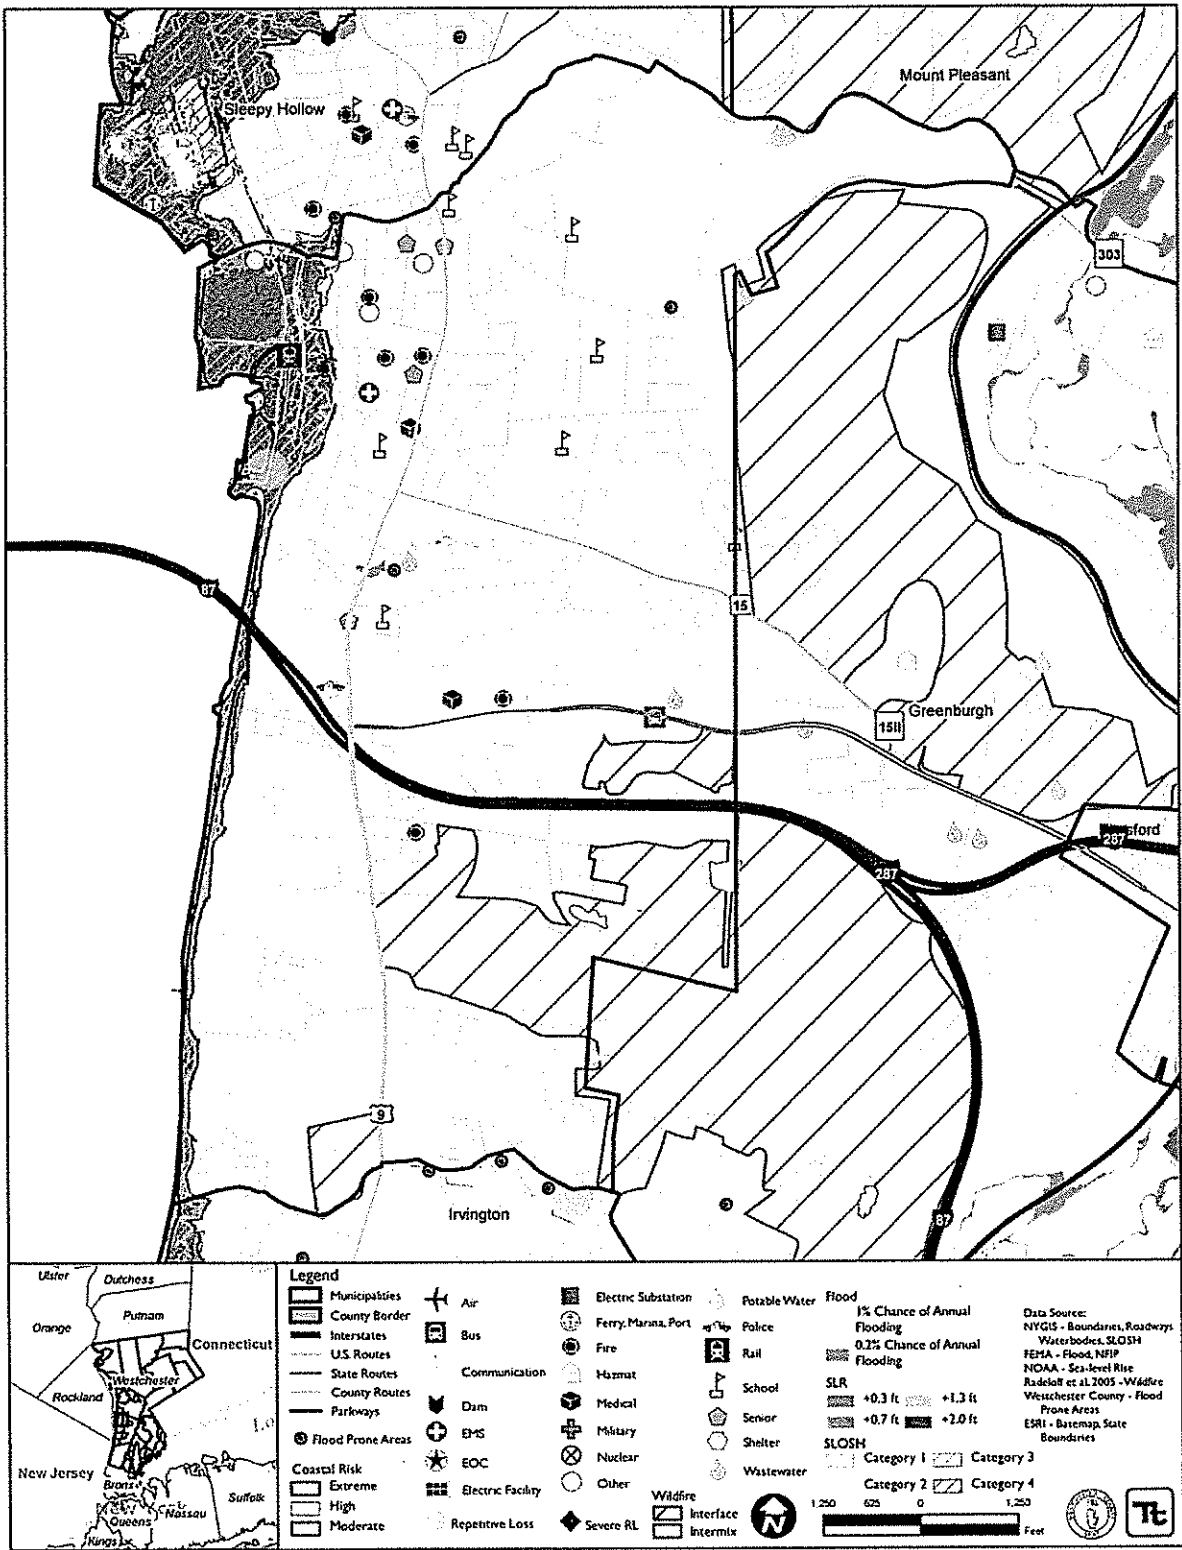 Mount Pleasant
Sleepy Hollow
303
87
15
Greenburgh
15II
sford
287
287
9
Irvington
87
Ulster
Dutchess
Putnam
Orange
Connecticut
Westchester
Rockland
New Jersey
Bronx
Queens
Nassau
Suffolk
Kings
Legend
Municipalities
County Border
Interstates
U.S. Routes
State Routes
County Routes
Parkways
Flood Prone Areas
Coastal Risk
Extreme
High
Moderate
Air
Bus
Communication
Dam
EMS
EOC
Electric Facility
Repetitive Loss
Electric Substation
Ferry, Marina, Port
Fire
Hazmat
Medical
Military
Nuclear
Other
Severe RL
Potable Water
Police
Rail
School
Senior
Shelter
Wastewater
Wildfire
Interface
Intermix
Flood
1% Chance of Annual
Flooding
0.2% Chance of Annual
Flooding
SLR
+0.3 ft +1.3 ft
+0.7 ft +2.0 ft
SLOSH
Category 1 Category 3
Category 2 Category 4
N
1,250 625 0 1,250
Feet
Data Source:
NYGIS - Boundaries, Roadways
Waterbodies, SLOSH
FEMA - Flood, NFIP
NOAA - Sea-level Rise
Radeloff et al. 2005 - Wildfire
Westchester County - Flood
Prone Areas
ESRI - Basemap, State
Boundaries
Tt